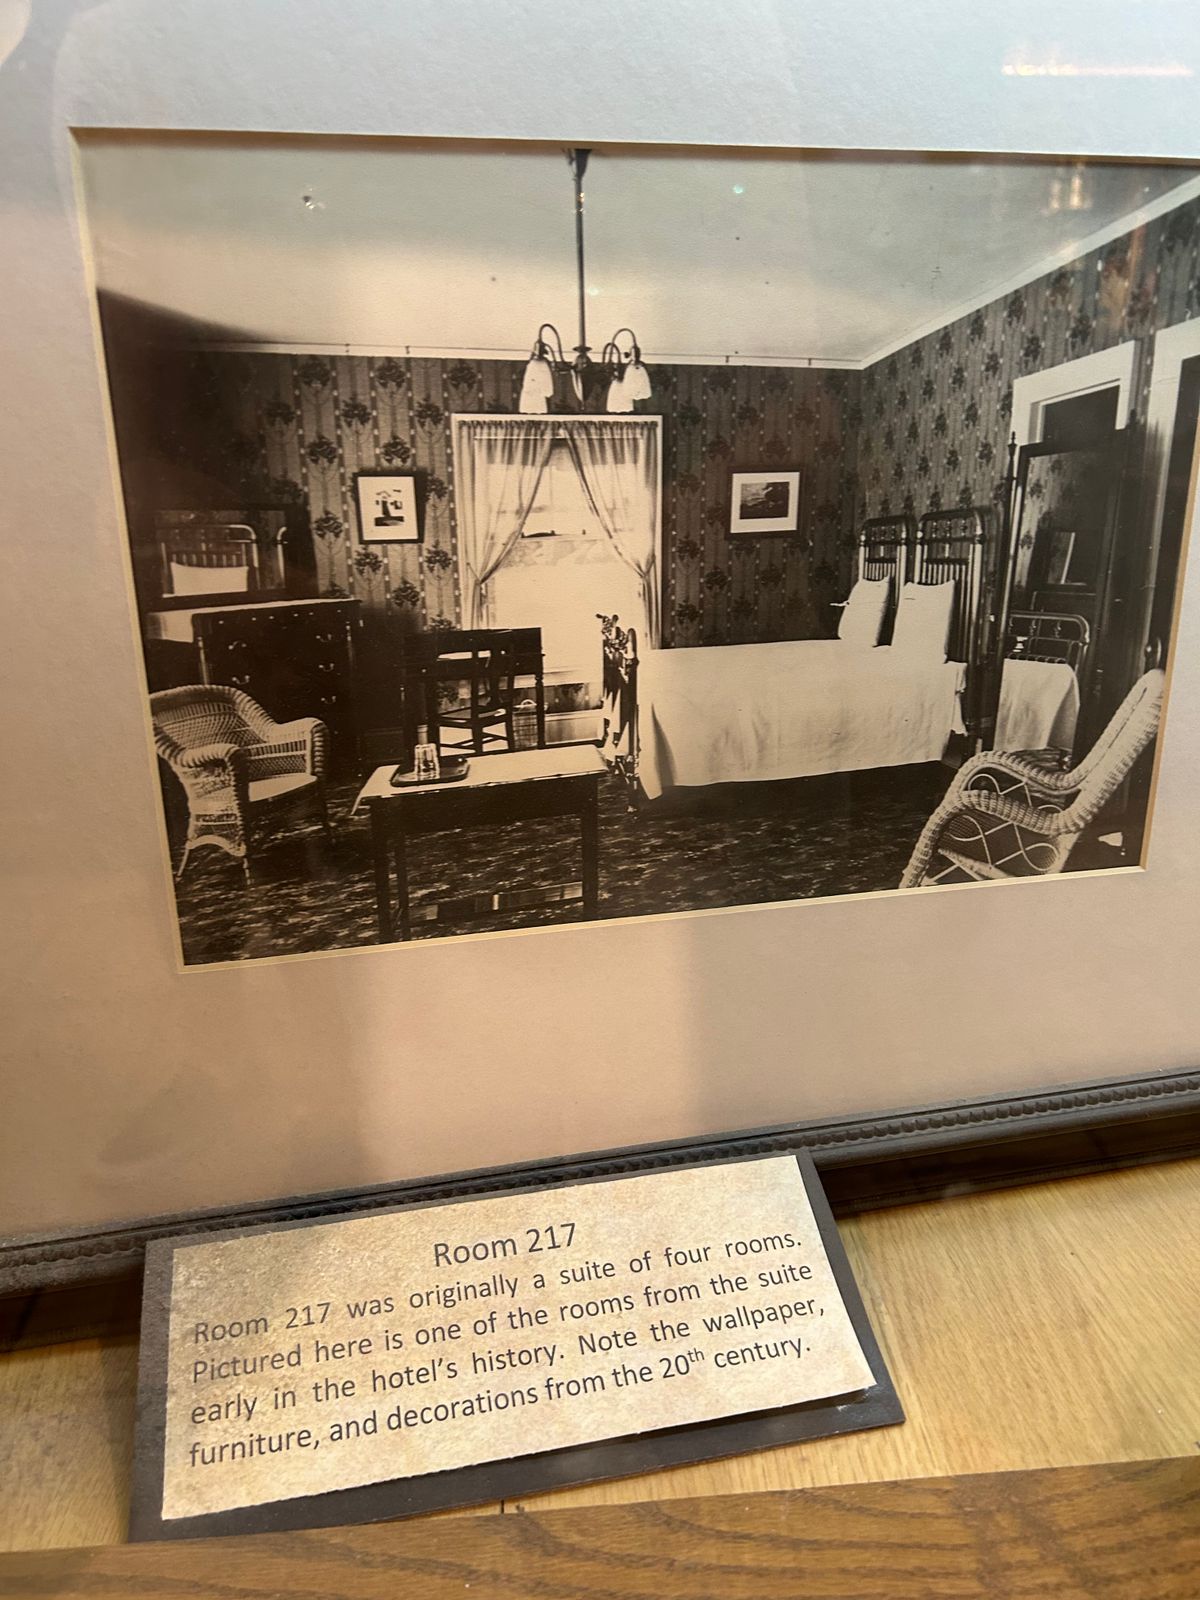 Room 217
Room 217 was originally a suite of four rooms.
Pictured here is one of the rooms from the suite
early in the hotel's history. Note the wallpaper,
furniture, and decorations from the 20th century.